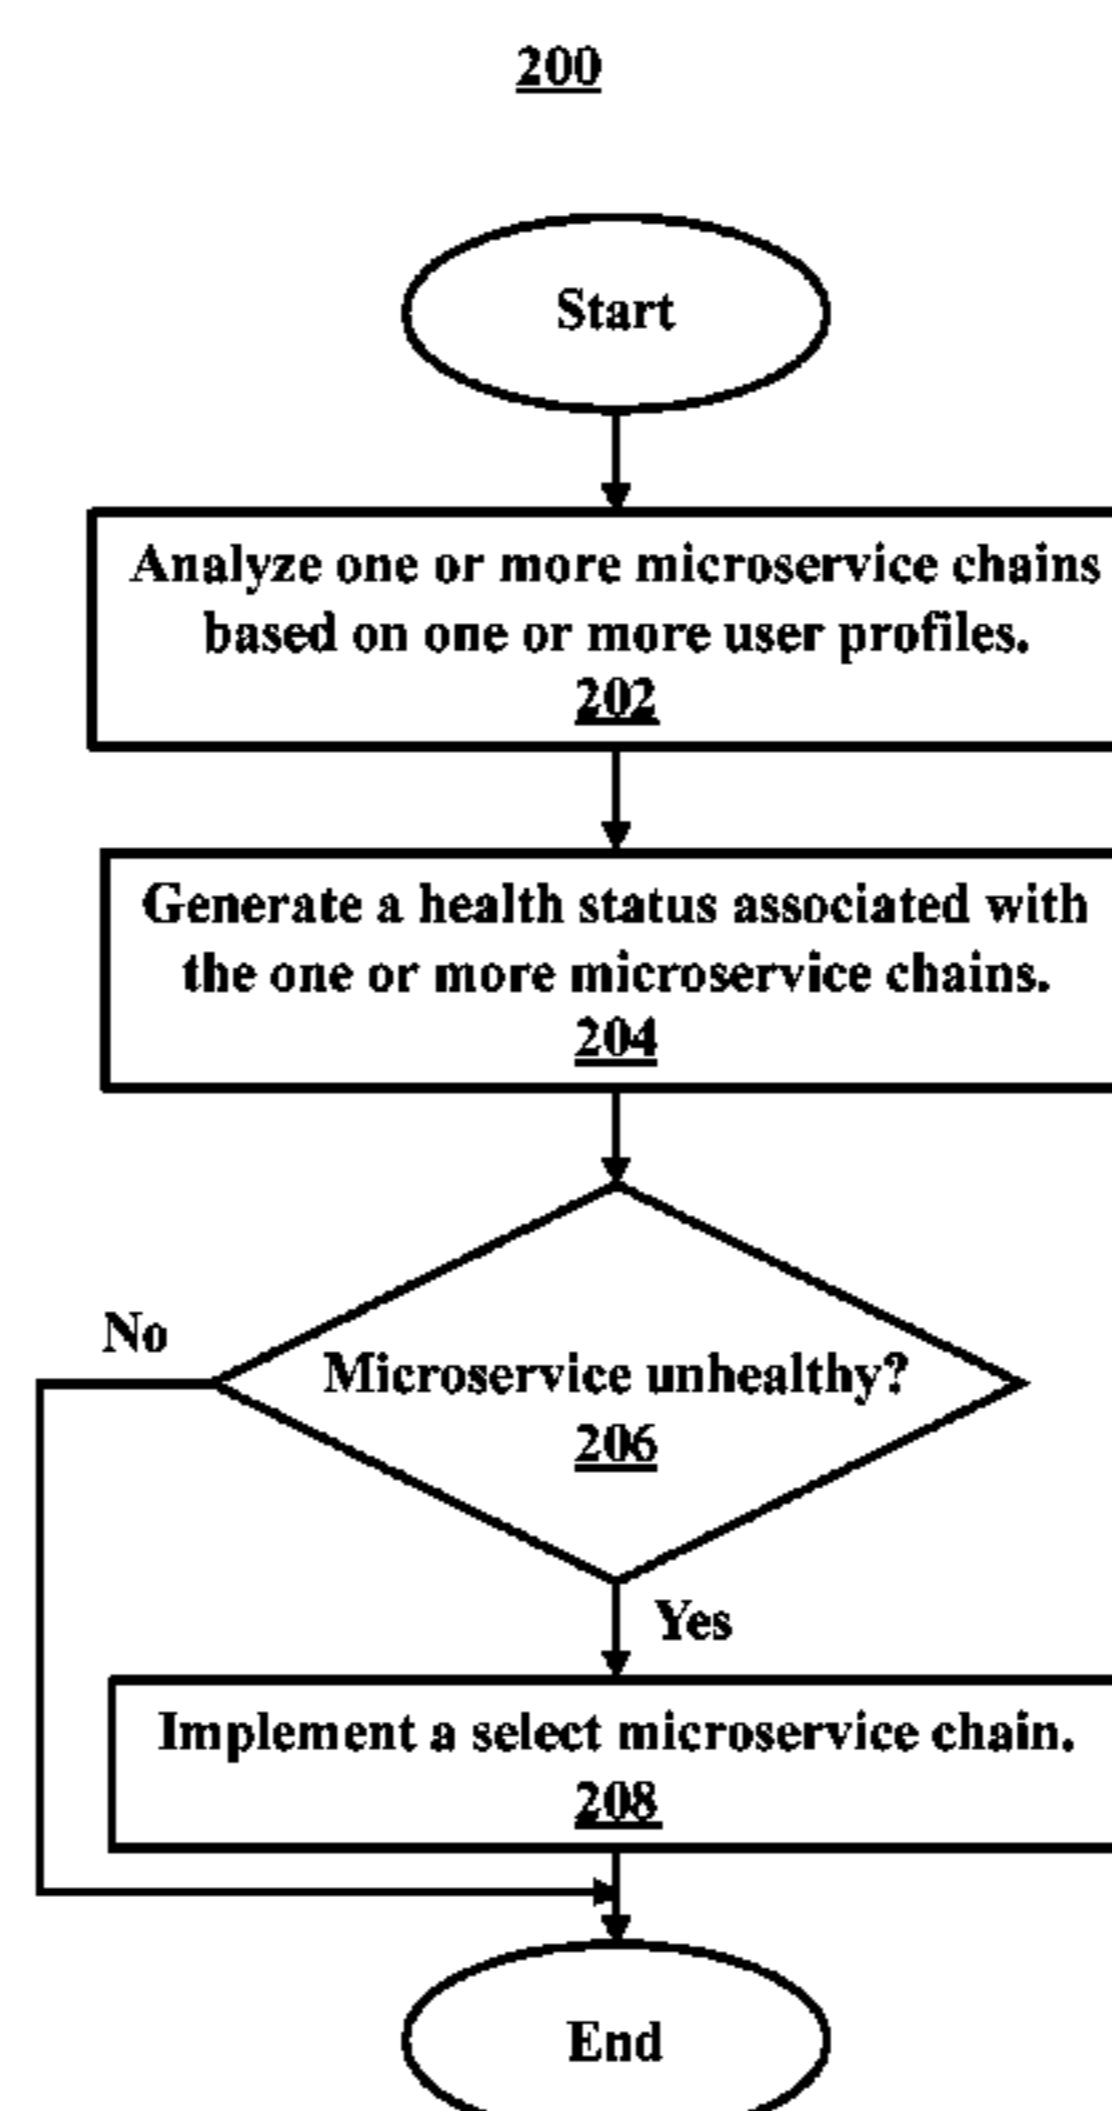 200
Start
Analyze one or more microservice chains
based on one or more user profiles.
202
Generate a health status associated with
the one or more microservice chains.
204
No
Microservice unhealthy?
206
Yes
Implement a select microservice chain.
208
End